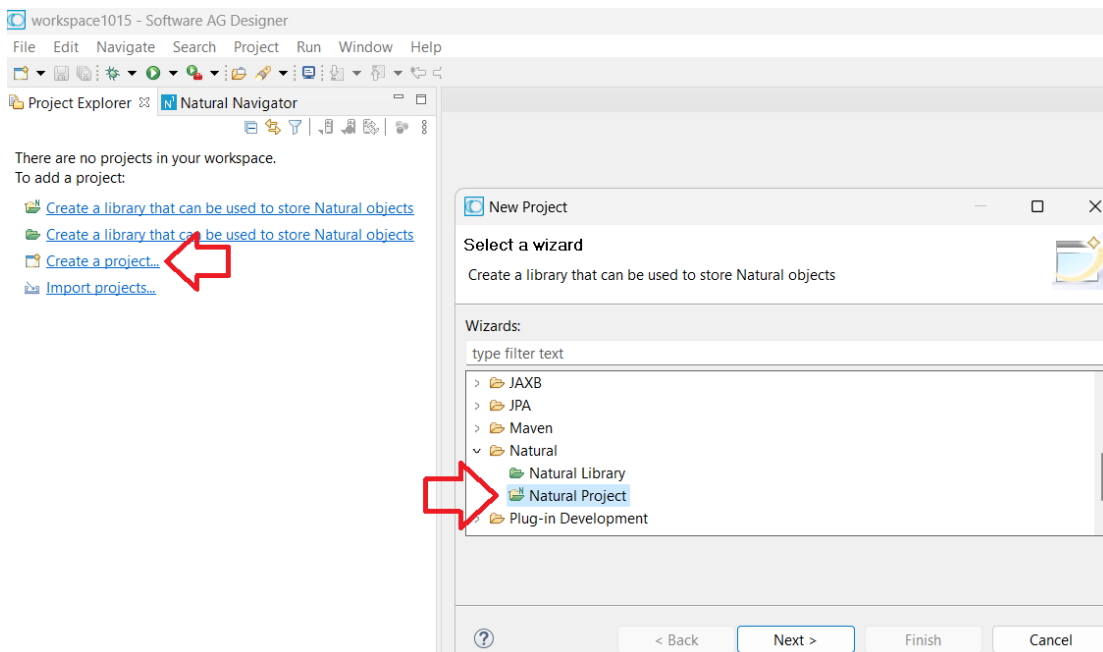 workspace1015 - Software AG Designer
File Edit Navigate Search Project Run Window Help
Project Explorer Natural Navigator
There are no projects in your workspace.
To add a project:
Create a library that can be used to store Natural objects
Create a library that can be used to store Natural objects
Create a project...
Import projects...
New Project
Select a wizard
Create a library that can be used to store Natural objects
Wizards:
type filter text
JAXB
JPA
Maven
Natural
Natural Library
Natural Project
Plug-in Development
< Back Next > Finish Cancel